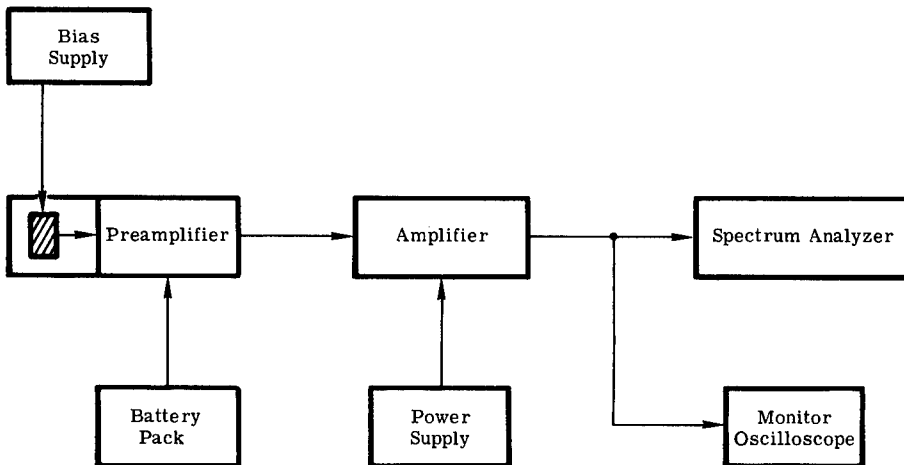 Bias
Supply
Preamplifier
Amplifier
Spectrum Analyzer
Battery
Pack
Power
Supply
Monitor
Oscilloscope